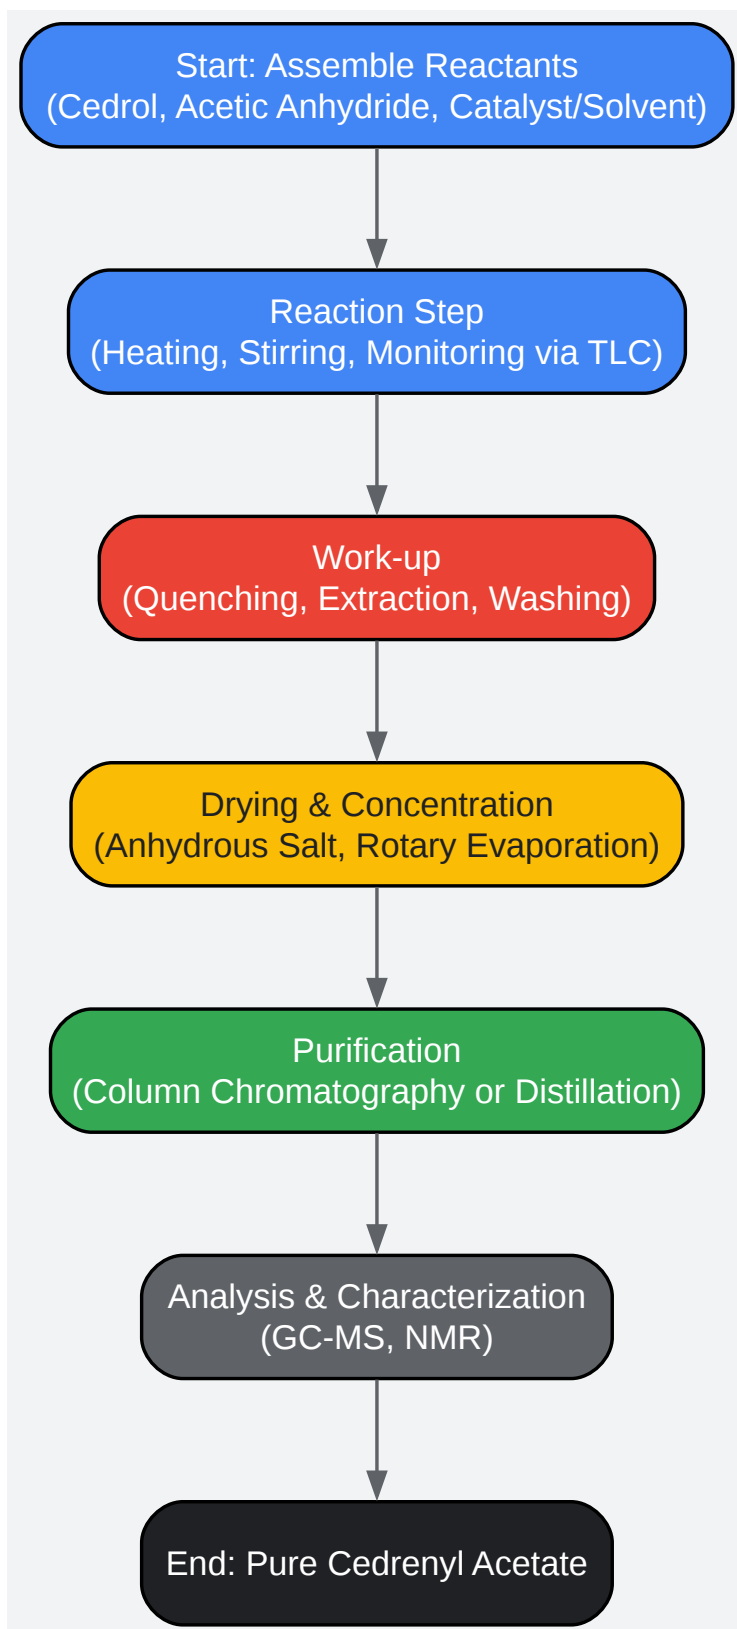 Start: Assemble Reactants
(Cedrol, Acetic Anhydride, Catalyst/Solvent)
Reaction Step
(Heating, Stirring, Monitoring via TLC)
Work-up
(Quenching, Extraction, Washing)
Drying & Concentration
(Anhydrous Salt, Rotary Evaporation)
Purification
(Column Chromatography or Distillation)
Analysis & Characterization
(GC-MS, NMR)
End: Pure Cedrenyl Acetate